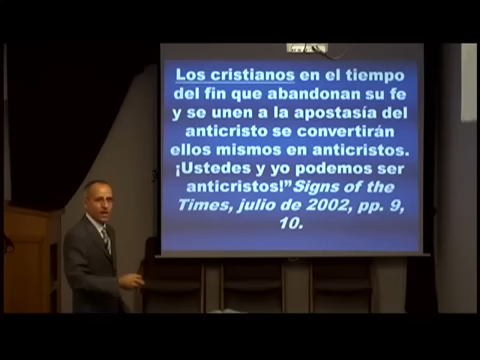 Los cristianos en el tiempo
del fin que abandonan su fe
y se unen a la apostasía del
anticristo se convertirán
ellos mismos en anticristos.
¡Ustedes y yo podemos ser
anticristos!”Signs of the
Times, julio de 2002, pp. 9,
10.